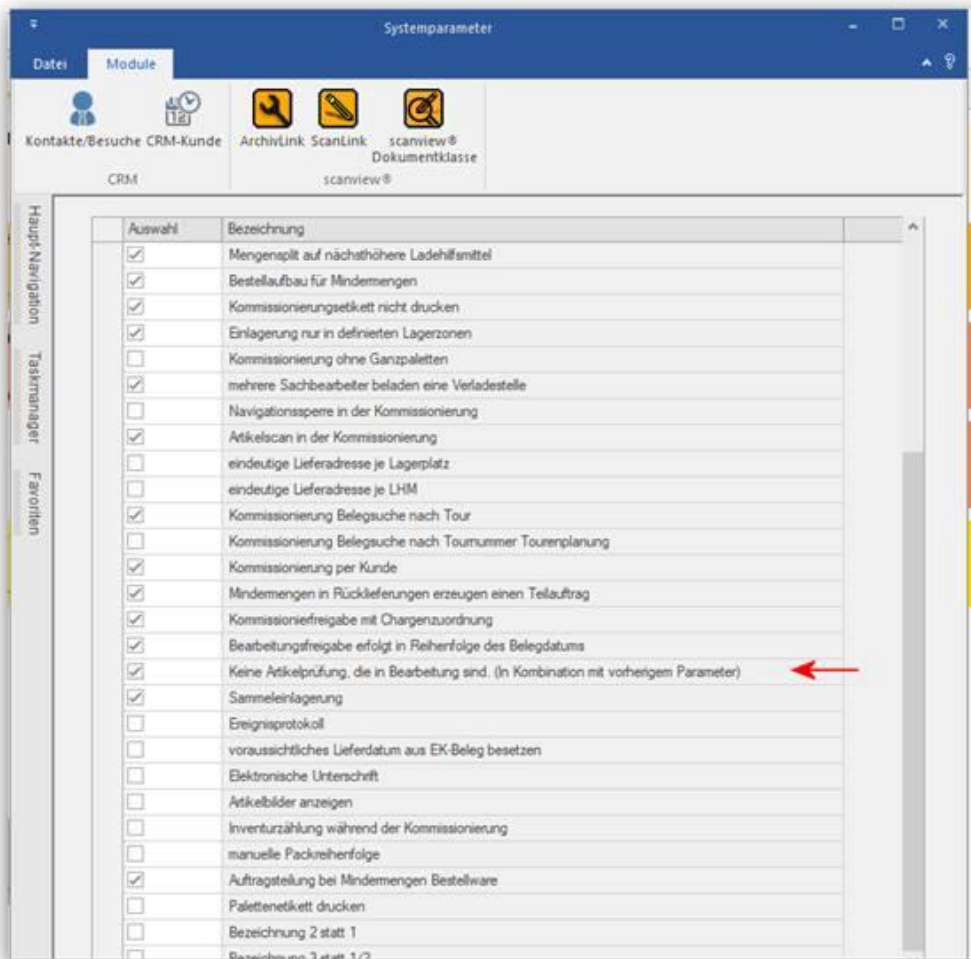 Systemparameter
Datei
Module
Kontakte/Besuche
CRM-Kunde
CRM
ArchivLink
ScanLink
scanview®
Dokumentklasse
scanview®
Haupt-Navigation
Taskmanager
Favoriten
Auswahl
Bezeichnung
Mengensplit auf nächsthöhere Ladehilfsmittel
Bestellaufbau für Mindermengen
Kommissionierungsetikett nicht drucken
Einlagerung nur in definierten Lagerzonen
Kommissionierung ohne Ganzpaletten
mehrere Sachbearbeiter beladen eine Verladestelle
Navigationssperre in der Kommissionierung
Artikelscan in der Kommissionierung
eindeutige Lieferadresse je Lagerplatz
eindeutige Lieferadresse je LHM
Kommissionierung Belegsuche nach Tour
Kommissionierung Belegsuche nach Tournummer Tourenplanung
Kommissionierung per Kunde
Mindermengen in Rücklieferungen erzeugen einen Teilauftrag
Kommissionierfreigabe mit Chargenzuordnung
Bearbeitungsfreigabe erfolgt in Reihenfolge des Belegdatums
Keine Artikelprüfung, die in Bearbeitung sind. (In Kombination mit vorherigem Parameter)
Sammeleinlagerung
Ereignisprotokoll
voraussichtliches Lieferdatum aus EK-Beleg besetzen
Elektronische Unterschrift
Artikelbilder anzeigen
Inventurzählung während der Kommissionierung
manuelle Packreihenfolge
Auftragsteilung bei Mindermengen Bestellware
Palettenetikett drucken
Bezeichnung 2 statt 1
Bezeichnung 3 statt 1/2